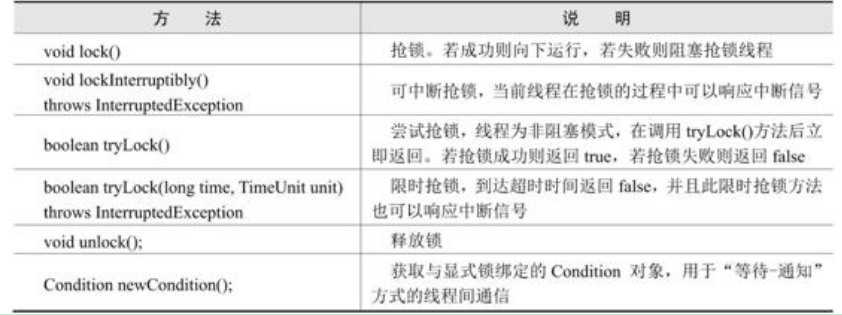 方 法 说 明
void lock() 抢锁。若成功则向下运行，若失败则阻塞抢锁线程
void lockInterruptibly()
throws InterruptedException
可中断抢锁，当前线程在抢锁的过程中可以响应中断信号
boolean tryLock()
尝试抢锁，线程为非阻塞模式，在调用 tryLock()方法后立
即返回。若抢锁成功则返回 true，若抢锁失败则返回 false
boolean tryLock(long time, TimeUnit unit)
throws InterruptedException
限时抢锁，到达超时时间返回 false，并且此限时抢锁方法
也可以响应中断信号
void unlock(); 释放锁
Condition newCondition();
获取与显式锁绑定的 Condition 对象，用于“等待-通知”
方式的线程间通信